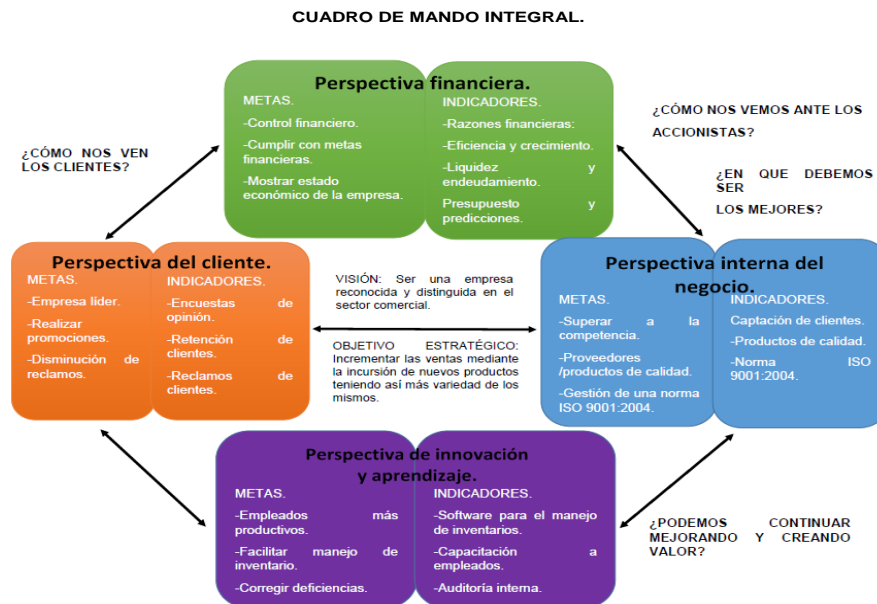 CUADRO DE MANDO INTEGRAL.
Perspectiva financiera.
METAS.
-Control financiero.
-Cumplir con metas
financieras.
-Mostrar estado
económico de la empresa.
INDICADORES.
-Razones financieras:
-Eficiencia y crecimiento.
-Liquidez y
endeudamiento.
Presupuesto y
predicciones.
¿CÓMO NOS VEN
LOS CLIENTES?
¿CÓMO NOS VEMOS ANTE LOS
ACCIONISTAS?
¿EN QUE DEBEMOS
SER
LOS MEJORES?
Perspectiva del cliente.
METAS.
-Empresa líder.
-Realizar
promociones.
-Disminución de
reclamos.
INDICADORES.
-Encuestas de
opinión.
-Retención de
clientes.
-Reclamos de
clientes.
VISIÓN: Ser una empresa
reconocida y distinguida en el
sector comercial.
OBJETIVO ESTRATÉGICO:
Incrementar las ventas mediante
la incursión de nuevos productos
teniendo así más variedad de los
mismos.
Perspectiva interna del
negocio.
METAS.
-Superar a la
competencia.
-Proveedores
/productos de calidad.
-Gestión de una norma
ISO 9001:2004.
INDICADORES.
Captación de clientes.
-Productos de calidad.
-Norma ISO
9001:2004.
Perspectiva de innovación
y aprendizaje.
METAS.
-Empleados más
productivos.
-Facilitar manejo de
inventario.
-Corregir deficiencias.
INDICADORES.
-Software para el manejo
de inventarios.
-Capacitación a
empleados.
-Auditoría interna.
¿PODEMOS CONTINUAR
MEJORANDO Y CREANDO
VALOR?